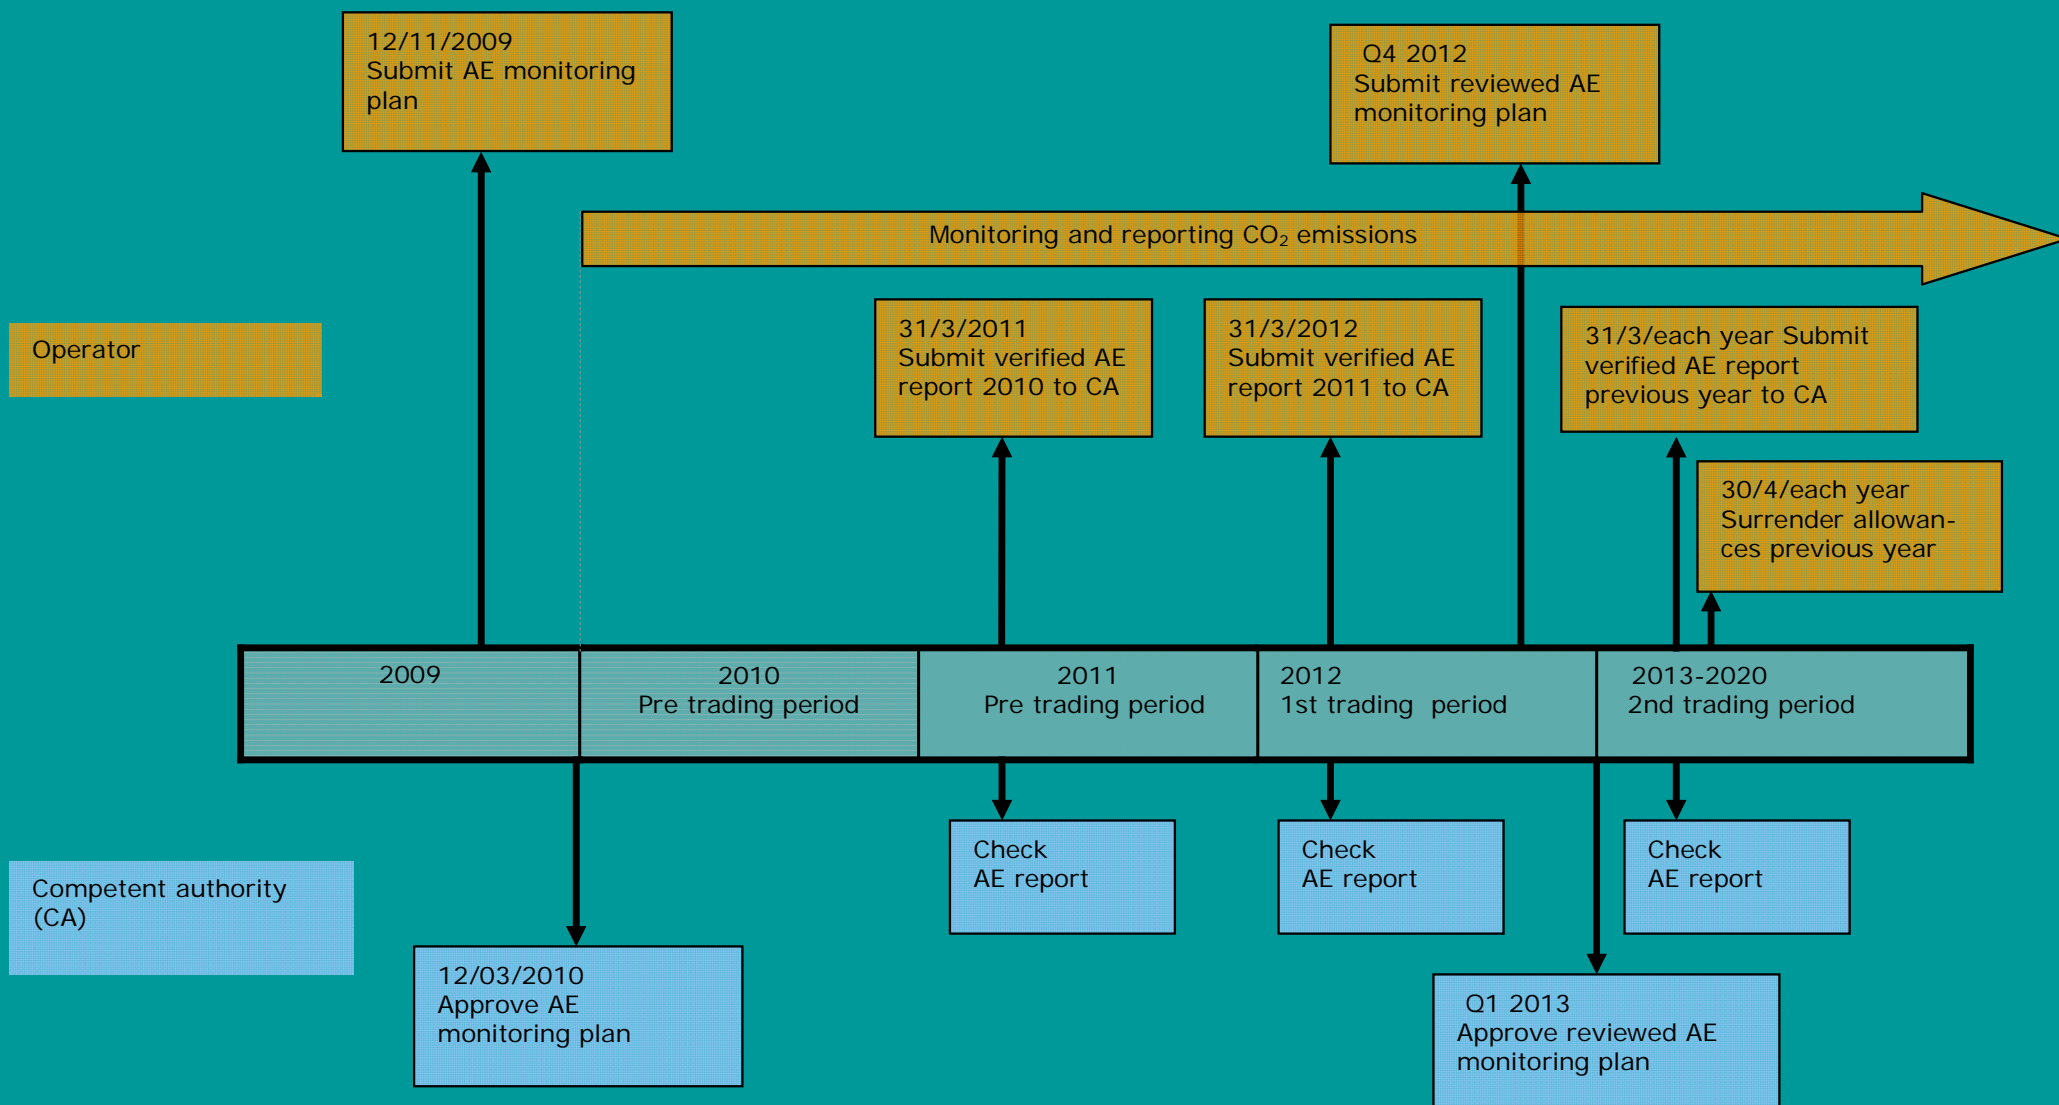 12/11/2009
Submit AE monitoring
plan
Q4 2012
Submit reviewed AE
monitoring plan
Monitoring and reporting CO₂ emissions
Operator
31/3/2011
Submit verified AE
report 2010 to CA
31/3/2012
Submit verified AE
report 2011 to CA
31/3/each year Submit
verified AE report
previous year to CA
30/4/each year
Surrender allowan-
ces previous year
2009
2010
Pre trading period
2011
Pre trading period
2012
1st trading period
2013-2020
2nd trading period
Check
AE report
Check
AE report
Check
AE report
Competent authority
(CA)
12/03/2010
Approve AE
monitoring plan
Q1 2013
Approve reviewed AE
monitoring plan